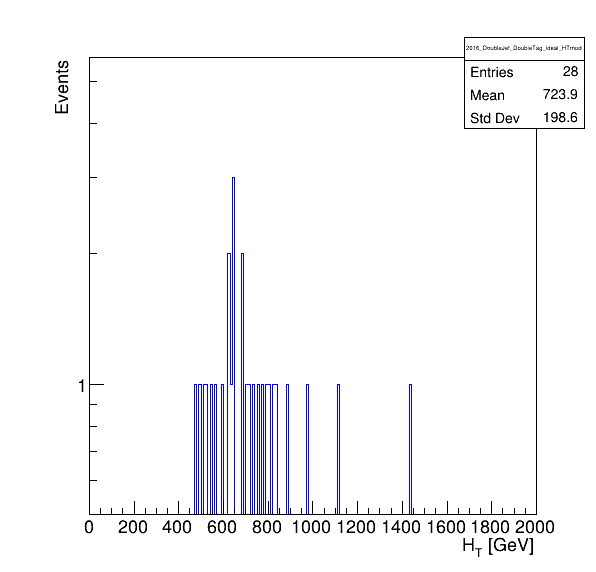 2016_DoubleJet_DoubleTag_ideal_HTmod
Entries 28
Mean 723.9
Std Dev 198.6
Events
1
0 200 400 600 800 1000 1200 1400 1600 1800 2000
H_T [GeV]